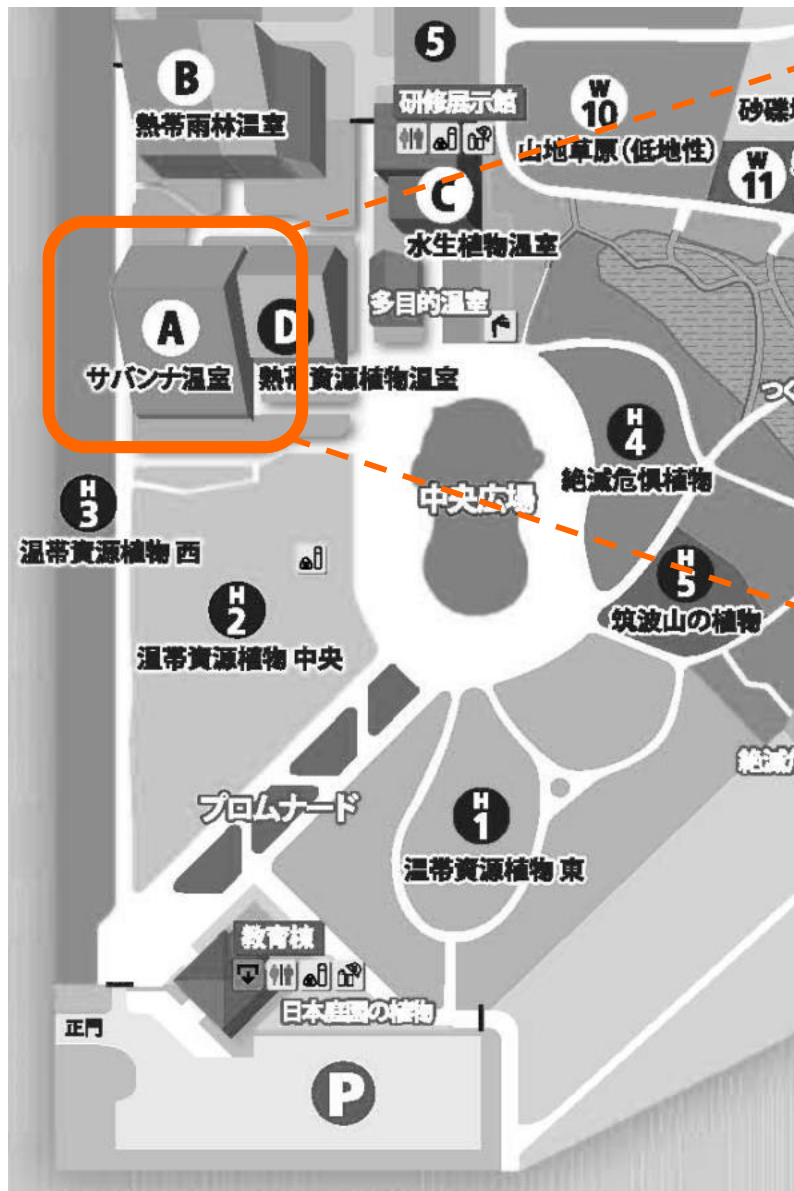 B
熱帯雨林温室
5
研修展示館
W
10
山地草原(低地性)
砂礫
W
11
C
水生植物温室
多目的温室
A
サバンナ温室
D
熱帯資源植物温室
つく
H
4
絶滅危惧植物
中央広場
H
3
温帯資源植物 西
H
2
温帯資源植物 中央
H
5
筑波山の植物
絶滅
プロムナード
H
1
温帯資源植物 東
教育棟
日本庭園の植物
正門
P